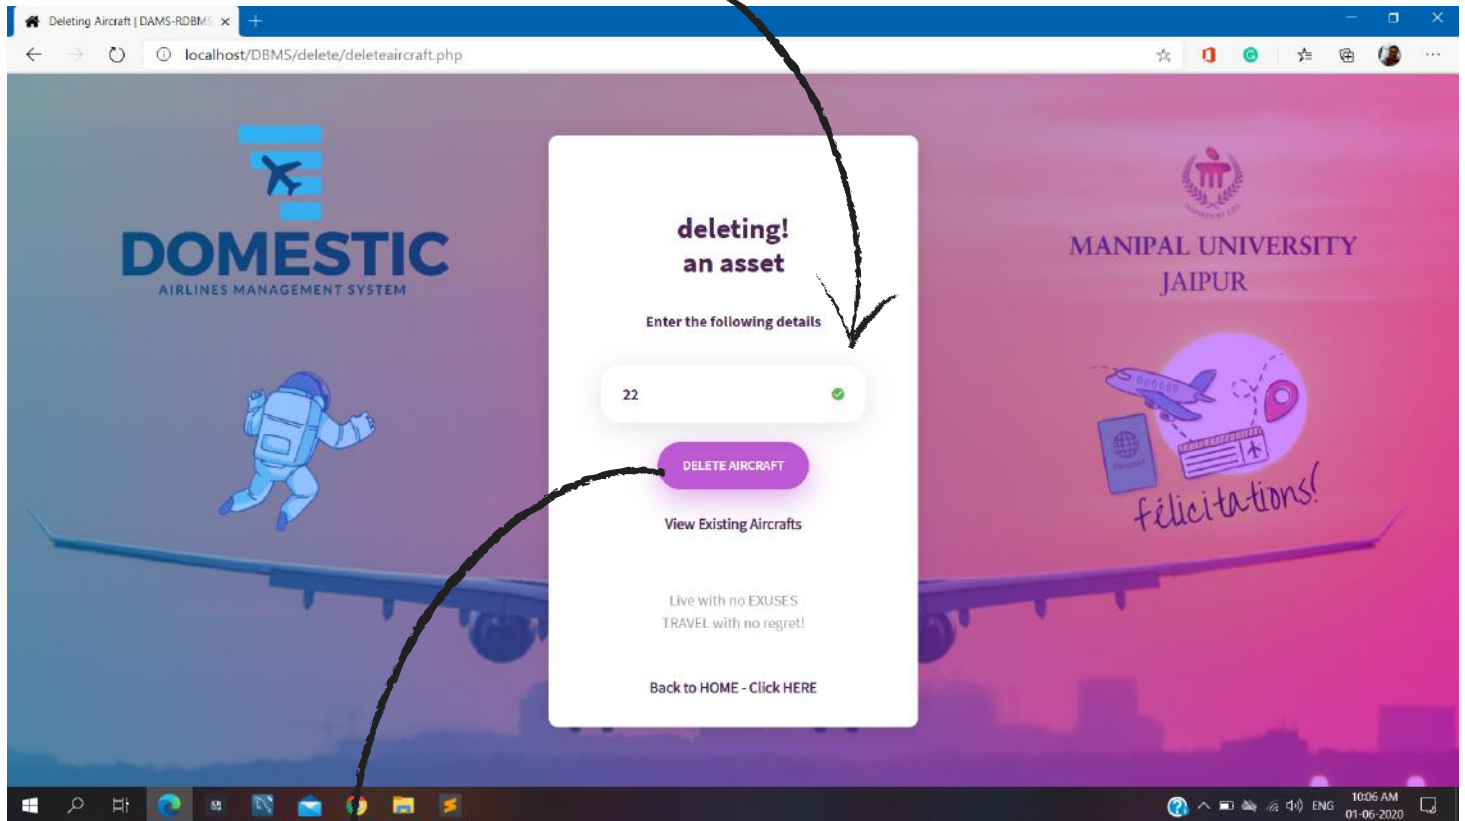 Deleting Aircraft | DAMS-RDBMS
localhost/DBMS/delete/deleteaircraft.php
DOMESTIC
AIRLINES MANAGEMENT SYSTEM
deleting!
an asset
Enter the following details
22
DELETE AIRCRAFT
View Existing Aircrafts
Live with no EXUSES
TRAVEL with no regret!
Back to HOME - Click HERE
MANIPAL UNIVERSITY
JAIPUR
Passport
félicitations!
ENG
10:06 AM
01-06-2020